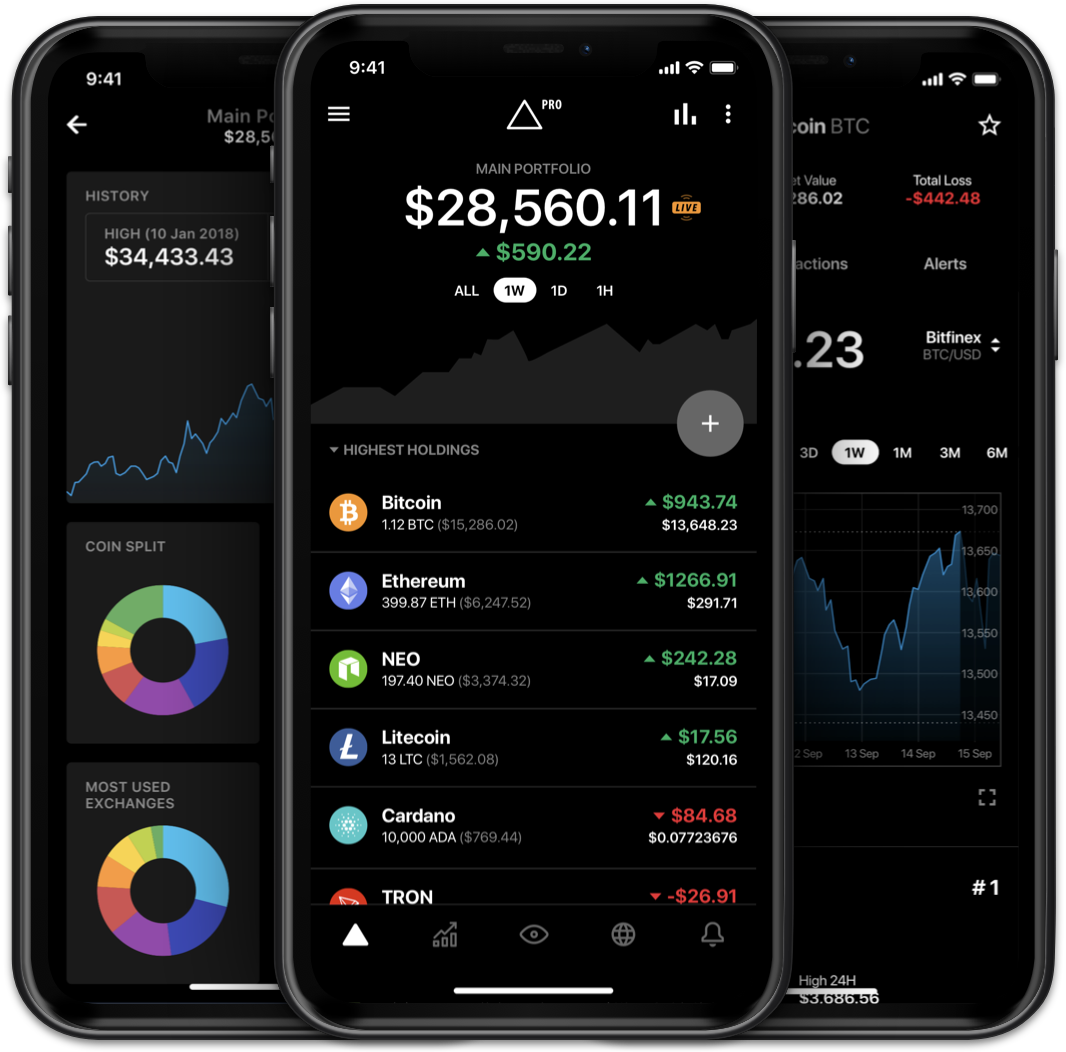 9:41
Main Po
$28,5
HISTORY
HIGH (10 Jan 2018)
$34,433.43
COIN SPLIT
MOST USED
EXCHANGES
9:41
PRO
MAIN PORTFOLIO
$28,560.11 LIVE
$590.22
ALL 1W 1D 1H
HIGHEST HOLDINGS
Bitcoin $943.74
1.12 BTC ($15,286.02) $13,648.23
Ethereum $1266.91
399.87 ETH ($6,247.52) $291.71
NEO $242.28
197.40 NEO ($3,374.32) $17.09
Litecoin $17.56
13 LTC ($1,562.08) $120.16
Cardano $84.68
10,000 ADA ($769.44) $0.07723676
TRON -$26.91
coin BTC
et Value Total Loss
286.02 -$442.48
actions Alerts
.23 Bitfinex
BTC/USD
3D 1W 1M 3M 6M
13,700
13,650
13,600
13,550
13,500
13,450
2 Sep 13 Sep 14 Sep 15 Sep
#1
High 24H
$3,686.56